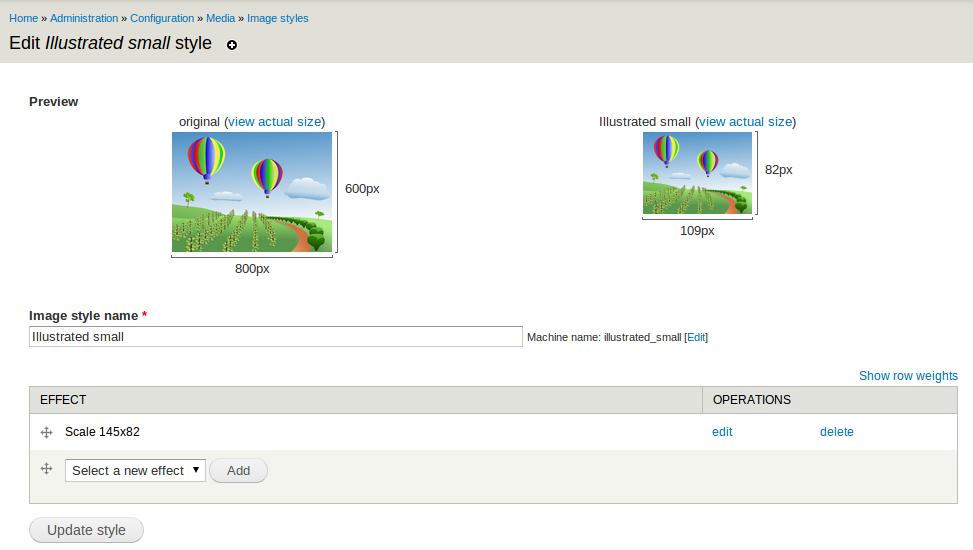 Home » Administration » Configuration » Media » Image styles
Edit Illustrated small style
Preview
original (view actual size)
600px
800px
Illustrated small (view actual size)
82px
109px
Image style name *
Illustrated small
Machine name: illustrated_small [Edit]
Show row weights
EFFECT OPERATIONS
Scale 145x82 edit delete
Select a new effect Add
Update style